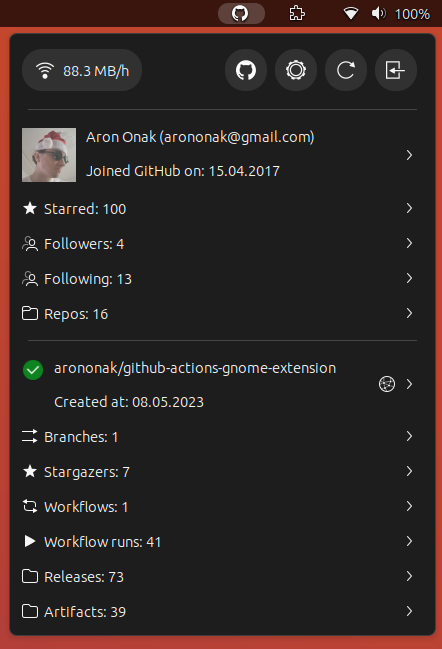 100%
88.3 MB/h
Aron Onak (arononak@gmail.com)
Joined GitHub on: 15.04.2017
Starred: 100
Followers: 4
Following: 13
Repos: 16
arononak/github-actions-gnome-extension
Created at: 08.05.2023
Branches: 1
Stargazers: 7
Workflows: 1
Workflow runs: 41
Releases: 73
Artifacts: 39